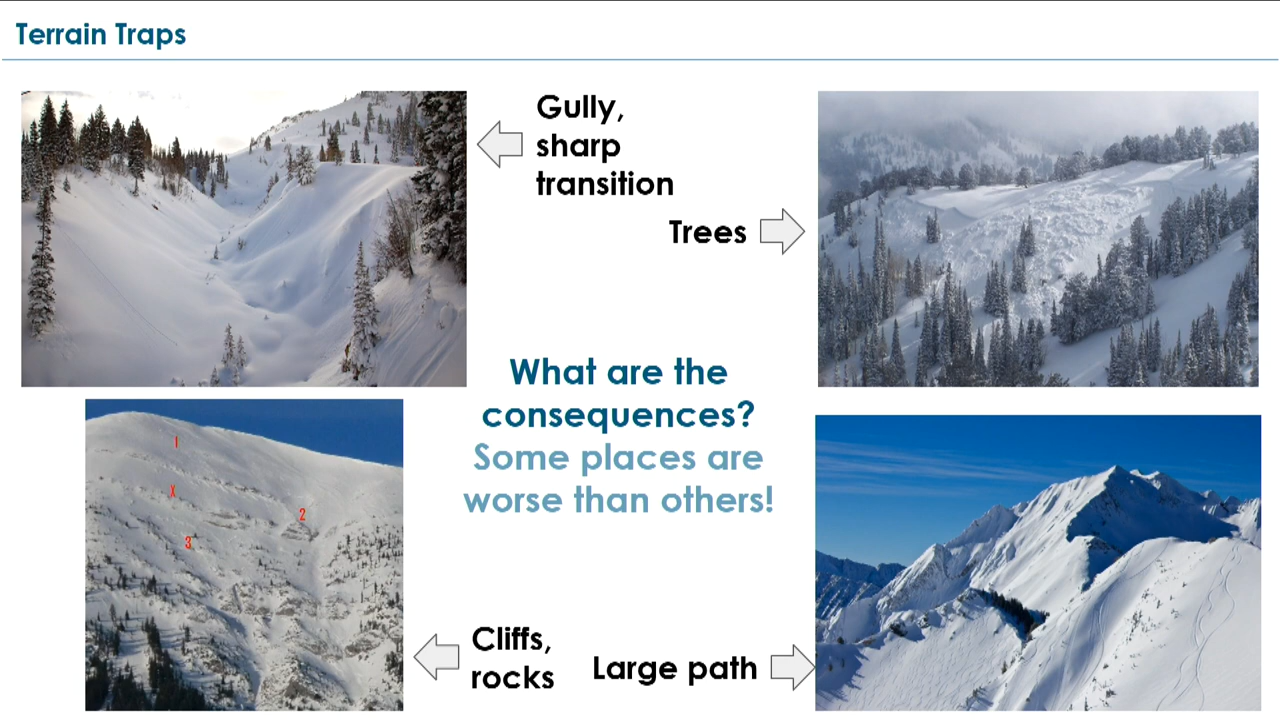 Terrain Traps
Gully,
sharp
transition
Trees
What are the
consequences?
Some places are
worse than others!
1
X
2
3
Cliffs,
rocks
Large path